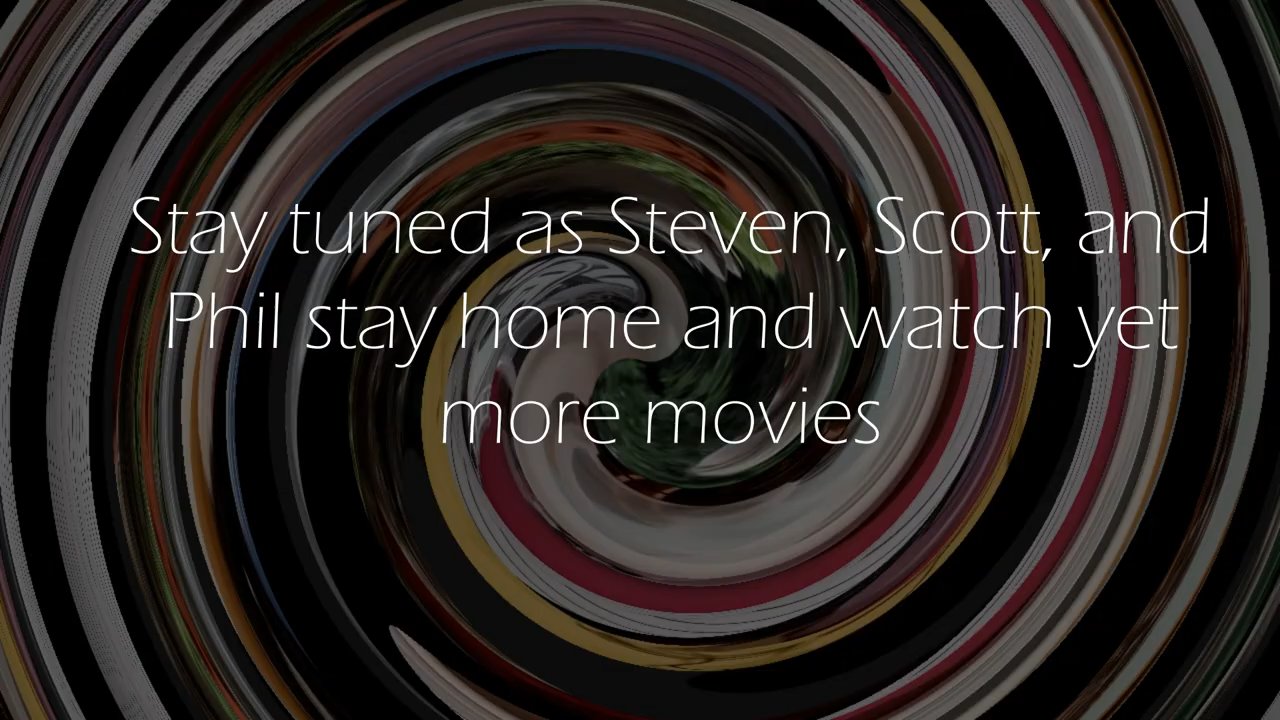 Stay tuned as Steven, Scott, and
Phil stay home and watch yet
more movies